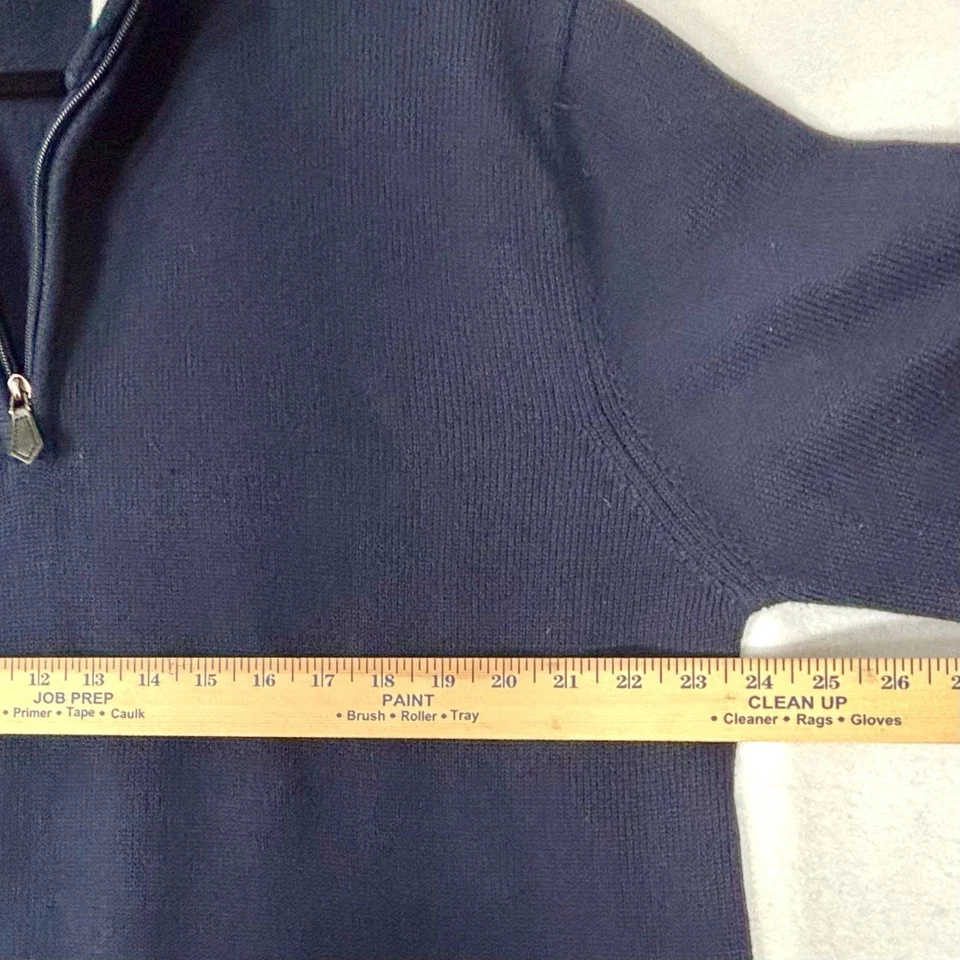 12 13 14 15 16 17 18 19 20 21 22 23 24 25 26 2
JOB PREP PAINT CLEAN UP
• Primer • Tape • Caulk • Brush • Roller • Tray • Cleaner • Rags • Gloves